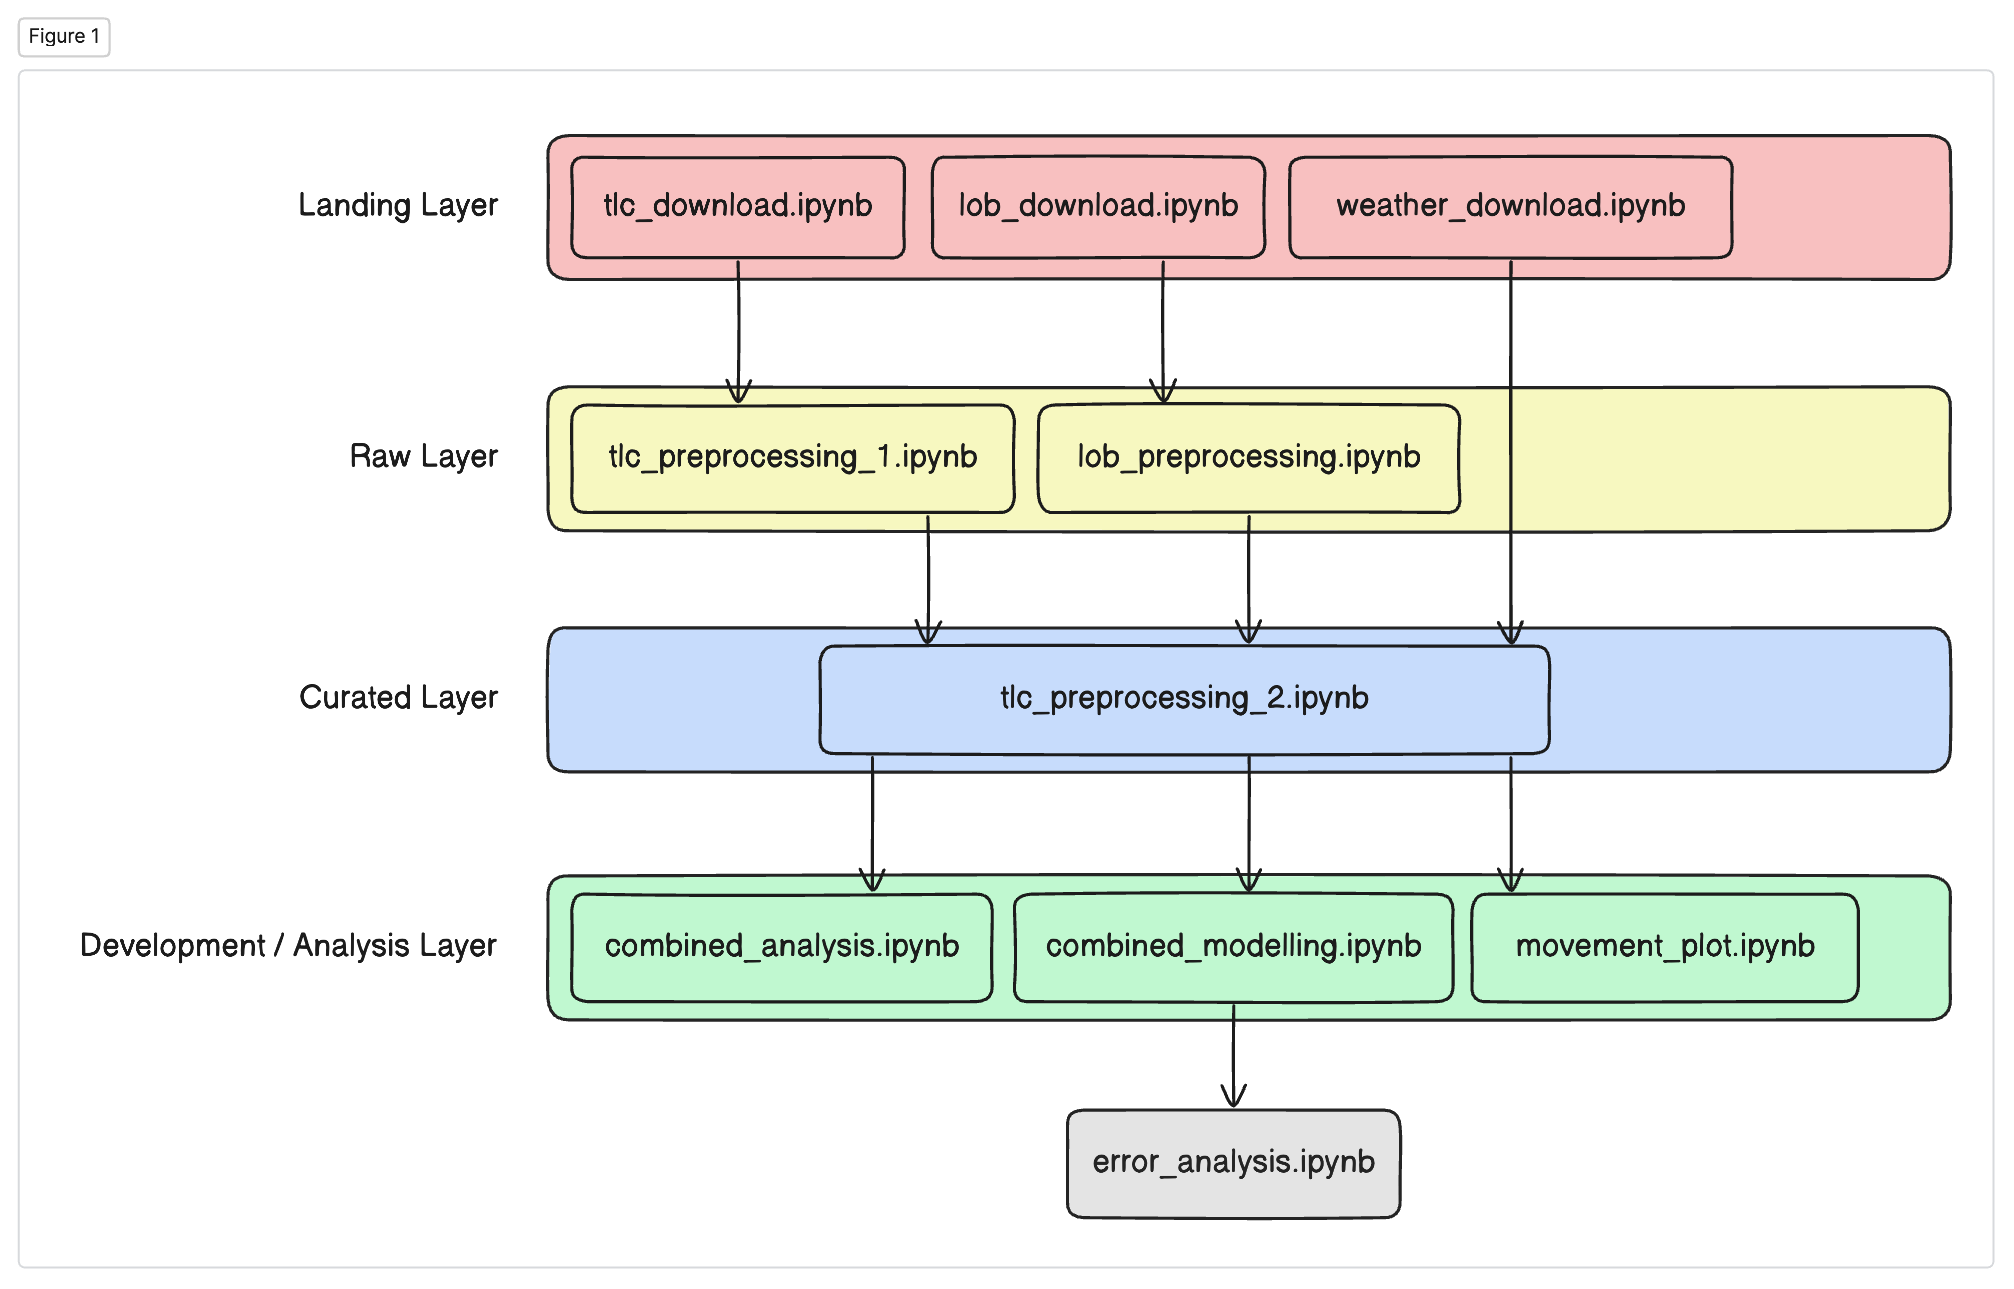 Figure 1
Landing Layer
tlc_download.ipynb
lob_download.ipynb
weather_download.ipynb
Raw Layer
tlc_preprocessing_1.ipynb
lob_preprocessing.ipynb
Curated Layer
tlc_preprocessing_2.ipynb
Development / Analysis Layer
combined_analysis.ipynb
combined_modelling.ipynb
movement_plot.ipynb
error_analysis.ipynb